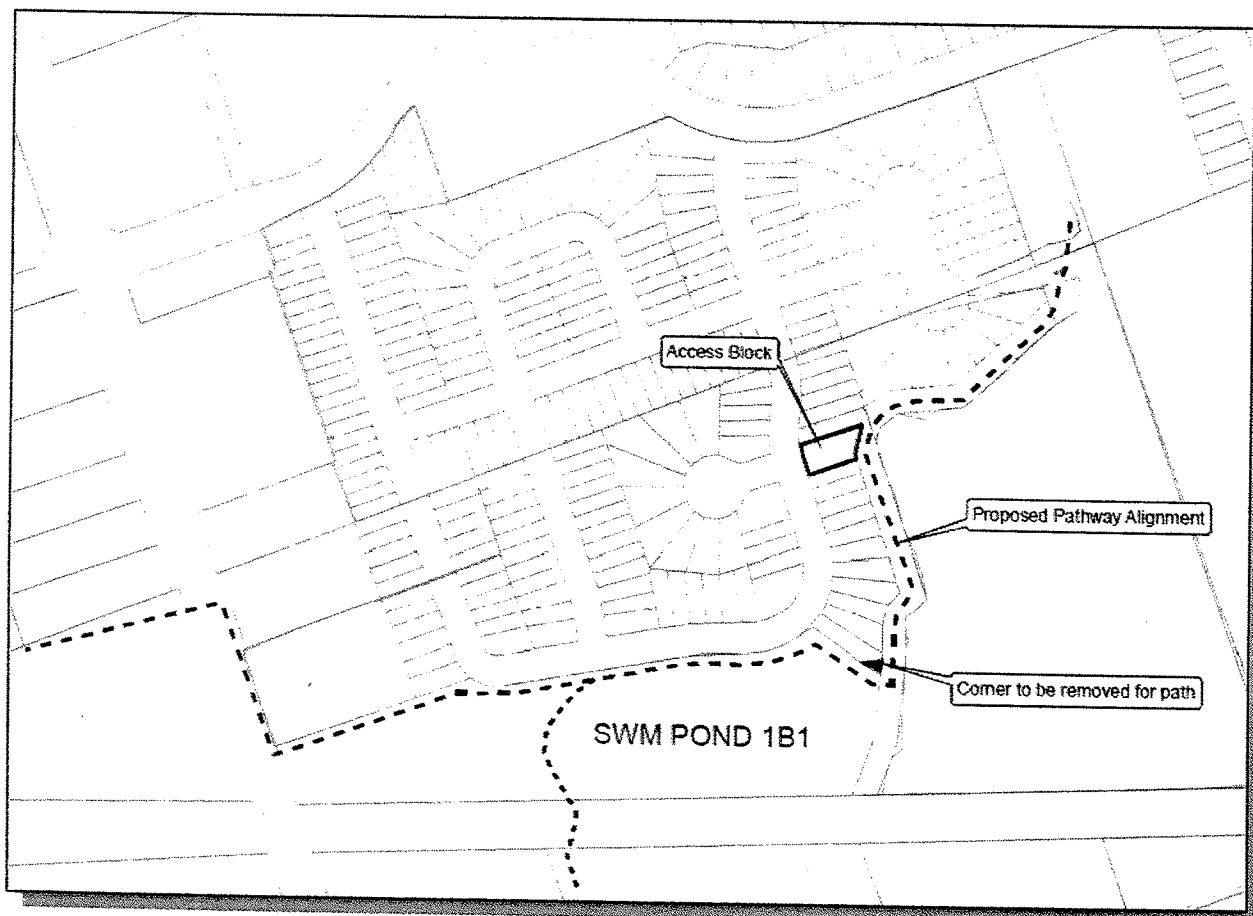 Access Block
Proposed Pathway Alignment
Corner to be removed for path
SWM POND 1B1